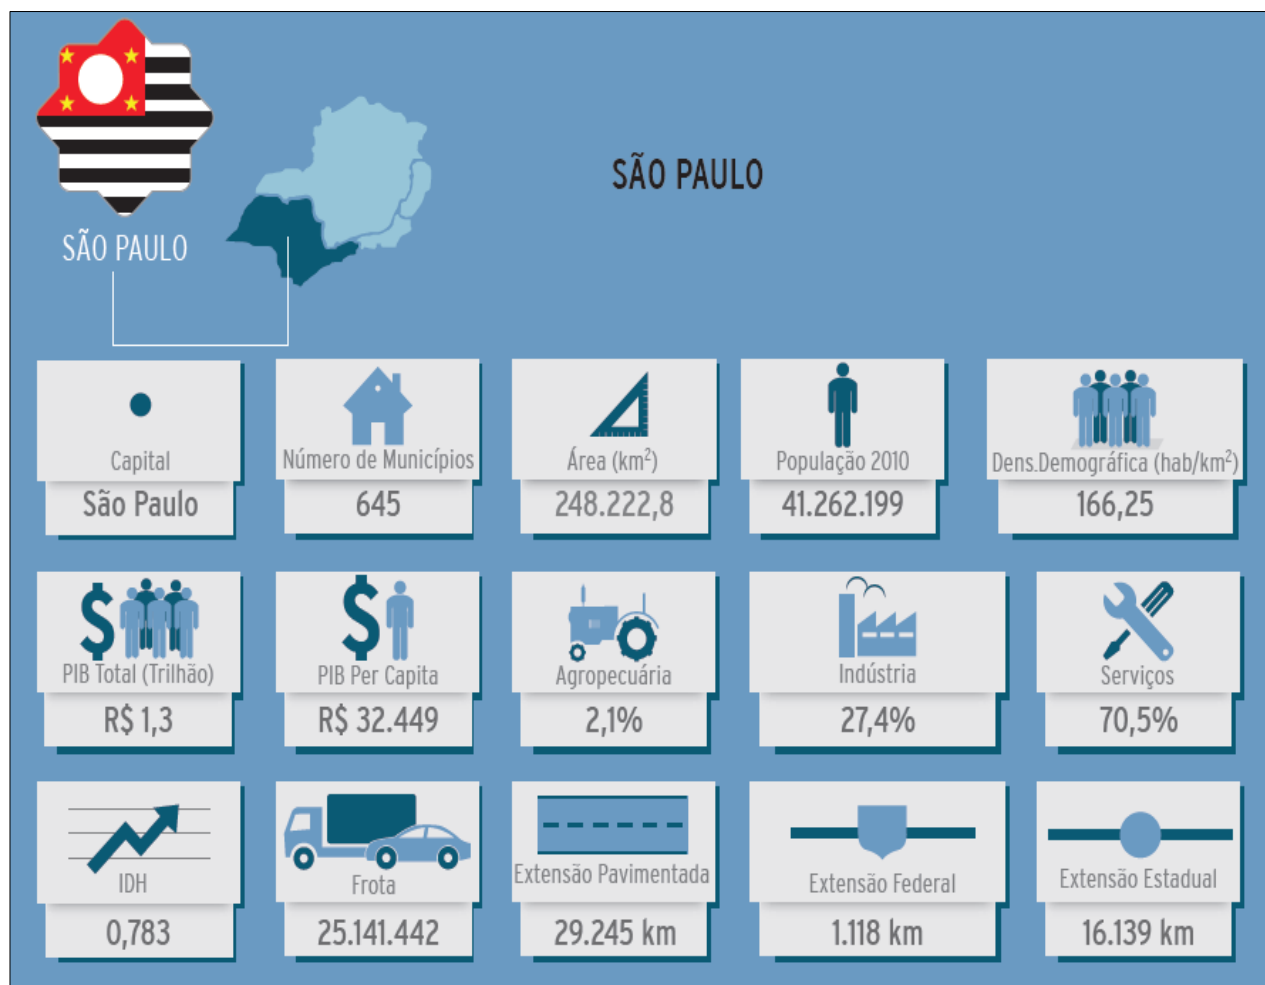 SÃO PAULO
SÃO PAULO
Capital
São Paulo
Número de Municípios
645
Área (km²)
248.222,8
População 2010
41.262.199
Dens.Demográfica (hab/km²)
166,25
$
PIB Total (Trilhão)
R$ 1,3
$
PIB Per Capita
R$ 32.449
Agropecuária
2,1%
Indústria
27,4%
Serviços
70,5%
IDH
0,783
Frota
25.141.442
Extensão Pavimentada
29.245 km
Extensão Federal
1.118 km
Extensão Estadual
16.139 km